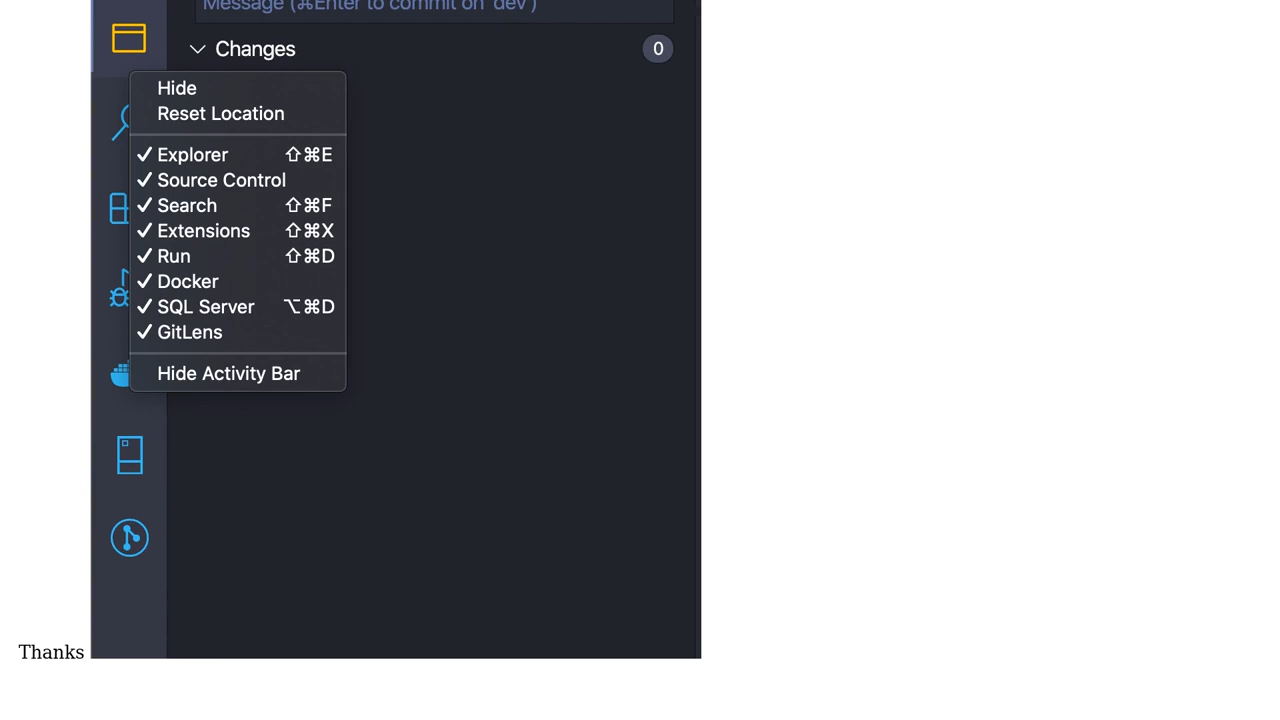 Message (⌘Enter to commit on 'dev')
Changes 0
Hide
Reset Location
✓ Explorer ⇧⌘E
✓ Source Control
✓ Search ⇧⌘F
✓ Extensions ⇧⌘X
✓ Run ⇧⌘D
✓ Docker
✓ SQL Server ⌥⌘D
✓ GitLens
Hide Activity Bar
Thanks